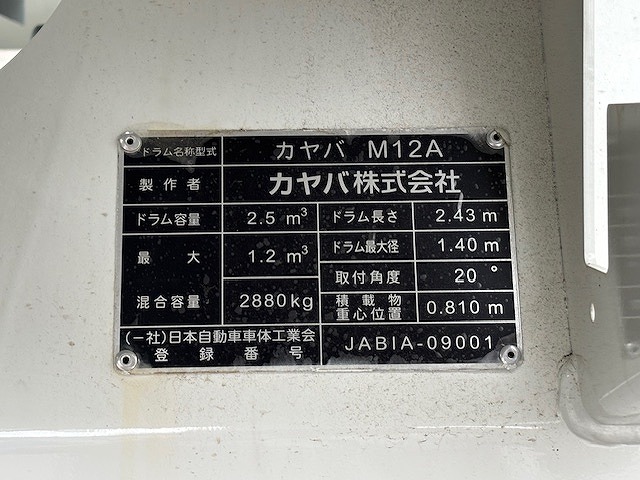 ドラム名称型式 カヤバ M12A
製作者 カヤバ株式会社
ドラム容量 2.5 m³ ドラム長さ 2.43 m
最大 1.2 m³ ドラム最大径 1.40 m
取付角度 20 °
混合容量 2880kg 積載物
重心位置 0.810 m
(一社)日本自動車車体工業会
登録番号 JABIA-09001